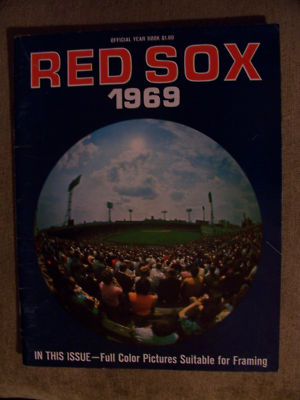 OFFICIAL YEAR BOOK $1.00
RED SOX
1969
IN THIS ISSUE—Full Color Pictures Suitable for Framing